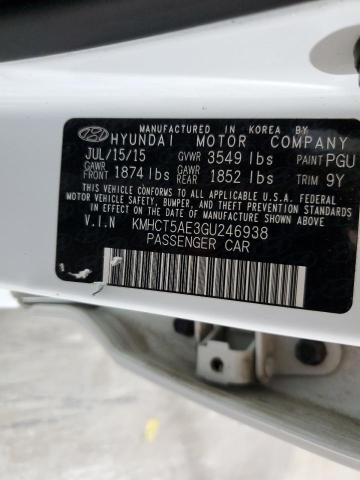 MANUFACTURED IN KOREA BY
HYUNDAI MOTOR COMPANY
JUL/15/15 GVWR 3549 lbs PAINT PGU
GAWR FRONT 1874 lbs GAWR REAR 1852 lbs TRIM 9Y
THIS VEHICLE CONFORMS TO ALL APPLICABLE U.S.A. FEDERAL
MOTOR VEHICLE SAFETY, BUMPER, AND THEFT PREVENTION STANDARDS
IN EFFECT ON THE DATE OF MANUFACTURE SHOWN ABOVE.
V.I.N KMHCT5AE3GU246938
PASSENGER CAR